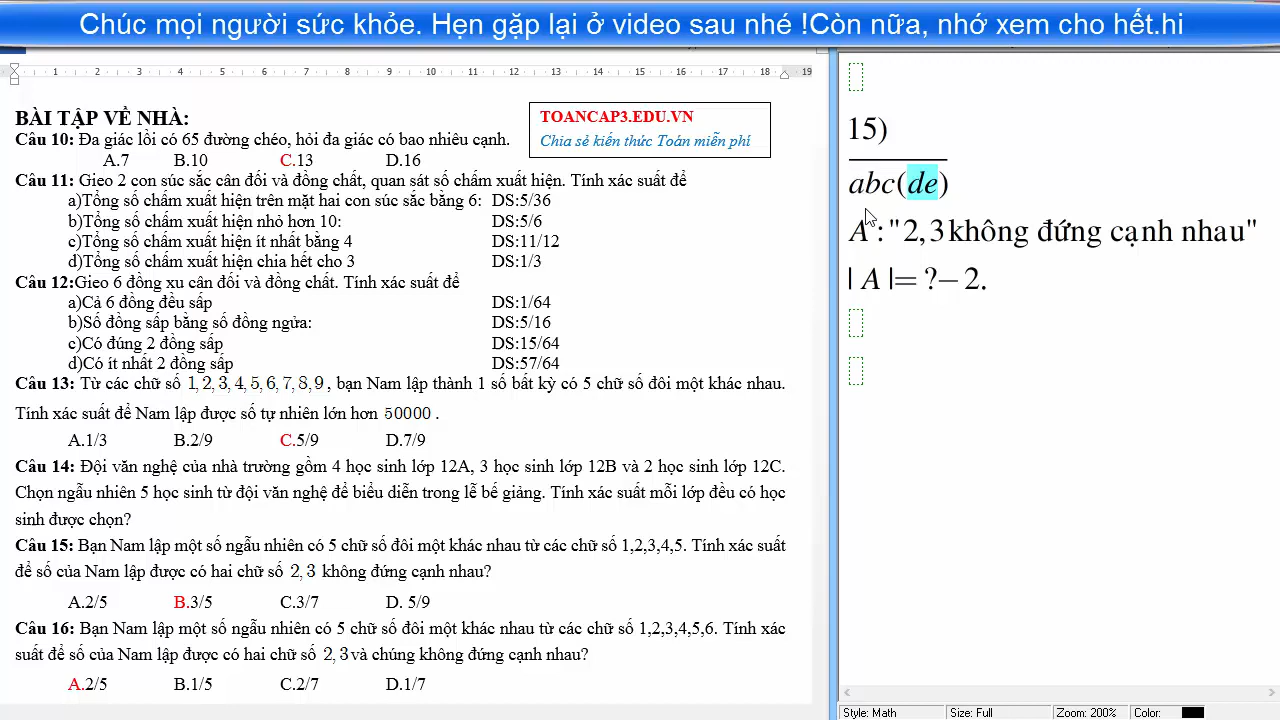 Chúc mọi người sức khỏe. Hẹn gặp lại ở video sau nhé !Còn nữa, nhớ xem cho hết.hi
1 2 3 4 5 6 7 8 9 10 11 12 13 14 15 16 17 18 19
BÀI TẬP VỀ NHÀ:
TOANCAP3.EDU.VN
Chia sẻ kiến thức Toán miễn phí
Câu 10: Đa giác lồi có 65 đường chéo, hỏi đa giác có bao nhiêu cạnh.
A.7 B.10 C.13 D.16
Câu 11: Gieo 2 con súc sắc cân đối và đồng chất, quan sát số chấm xuất hiện. Tính xác suất để
a)Tổng số chấm xuất hiện trên mặt hai con súc sắc bằng 6: DS:5/36
b)Tổng số chấm xuất hiện nhỏ hơn 10: DS:5/6
c)Tổng số chấm xuất hiện ít nhất bằng 4 DS:11/12
d)Tổng số chấm xuất hiện chia hết cho 3 DS:1/3
Câu 12:Gieo 6 đồng xu cân đối và đồng chất. Tính xác suất để
a)Cả 6 đồng đều sấp DS:1/64
b)Số đồng sấp bằng số đồng ngửa: DS:5/16
c)Có đúng 2 đồng sấp DS:15/64
d)Có ít nhất 2 đồng sấp DS:57/64
Câu 13: Từ các chữ số 1,2,3,4,5,6,7,8,9, bạn Nam lập thành 1 số bất kỳ có 5 chữ số đôi một khác nhau.
Tính xác suất để Nam lập được số tự nhiên lớn hơn 50000.
A.1/3 B.2/9 C.5/9 D.7/9
Câu 14: Đội văn nghệ của nhà trường gồm 4 học sinh lớp 12A, 3 học sinh lớp 12B và 2 học sinh lớp 12C.
Chọn ngẫu nhiên 5 học sinh từ đội văn nghệ để biểu diễn trong lễ bế giảng. Tính xác suất mỗi lớp đều có học
sinh được chọn?
Câu 15: Bạn Nam lập một số ngẫu nhiên có 5 chữ số đôi một khác nhau từ các chữ số 1,2,3,4,5. Tính xác suất
để số của Nam lập được có hai chữ số 2,3 không đứng cạnh nhau?
A.2/5 B.3/5 C.3/7 D. 5/9
Câu 16: Bạn Nam lập một số ngẫu nhiên có 5 chữ số đôi một khác nhau từ các chữ số 1,2,3,4,5,6. Tính xác
suất để số của Nam lập được có hai chữ số 2,3 và chúng không đứng cạnh nhau?
A.2/5 B.1/5 C.2/7 D.1/7
15)
abc(de)
A:"2,3không đứng cạnh nhau"
|A|=?−2.
Style: Math Size: Full Zoom: 200% Color: